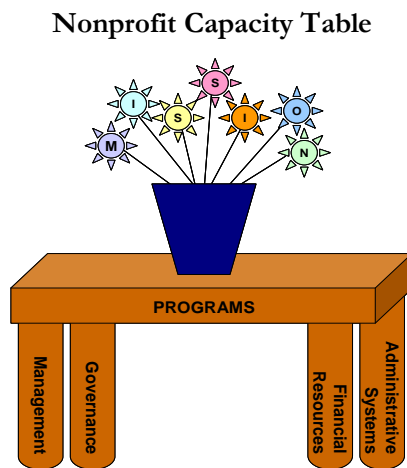 Nonprofit Capacity Table
M I S S I O N
PROGRAMS
Management
Governance
Financial
Resources
Administrative
Systems